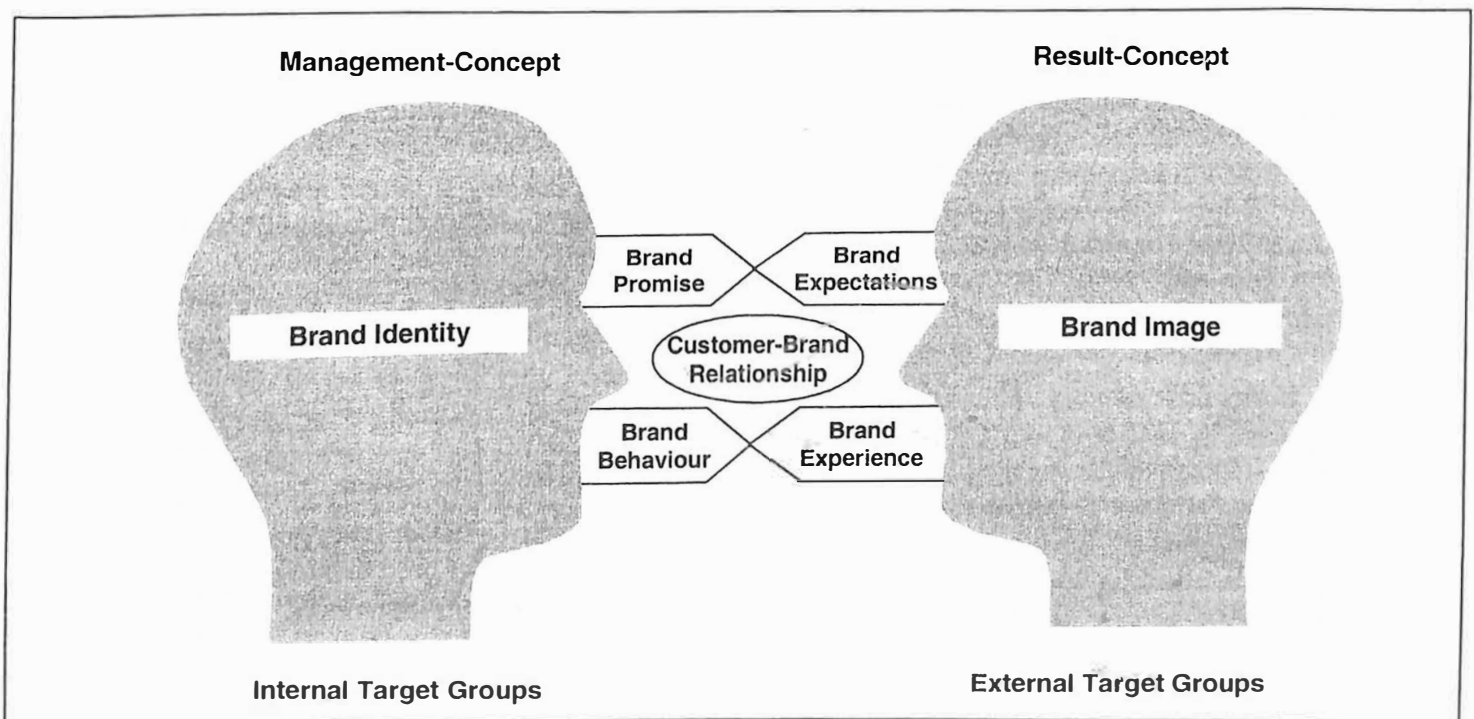 Management-Concept
Result-Concept
Brand
Promise
Brand
Expectations
Brand Identity
Customer-Brand
Relationship
Brand Image
Brand
Behaviour
Brand
Experience
Internal Target Groups
External Target Groups